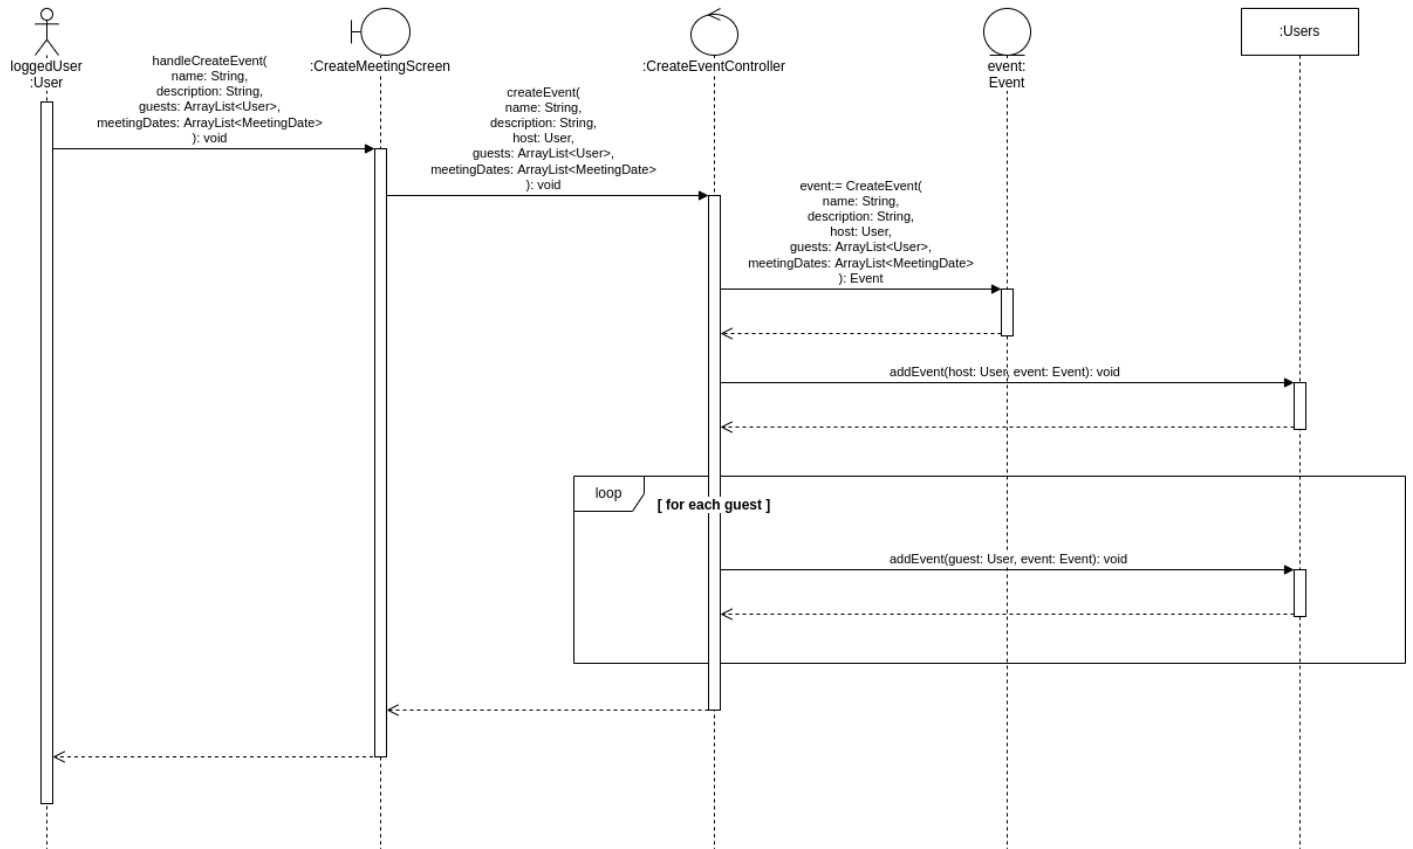 loggedUser
:User
:CreateMeetingScreen
:CreateEventController
event:
Event
:Users
handleCreateEvent(
name: String,
description: String,
guests: ArrayList<User>,
meetingDates: ArrayList<MeetingDate>
): void
createEvent(
name: String,
description: String,
host: User,
guests: ArrayList<User>,
meetingDates: ArrayList<MeetingDate>
): void
event:= CreateEvent(
name: String,
description: String,
host: User,
guests: ArrayList<User>,
meetingDates: ArrayList<MeetingDate>
): Event
addEvent(host: User, event: Event): void
loop
[ for each guest ]
addEvent(guest: User, event: Event): void